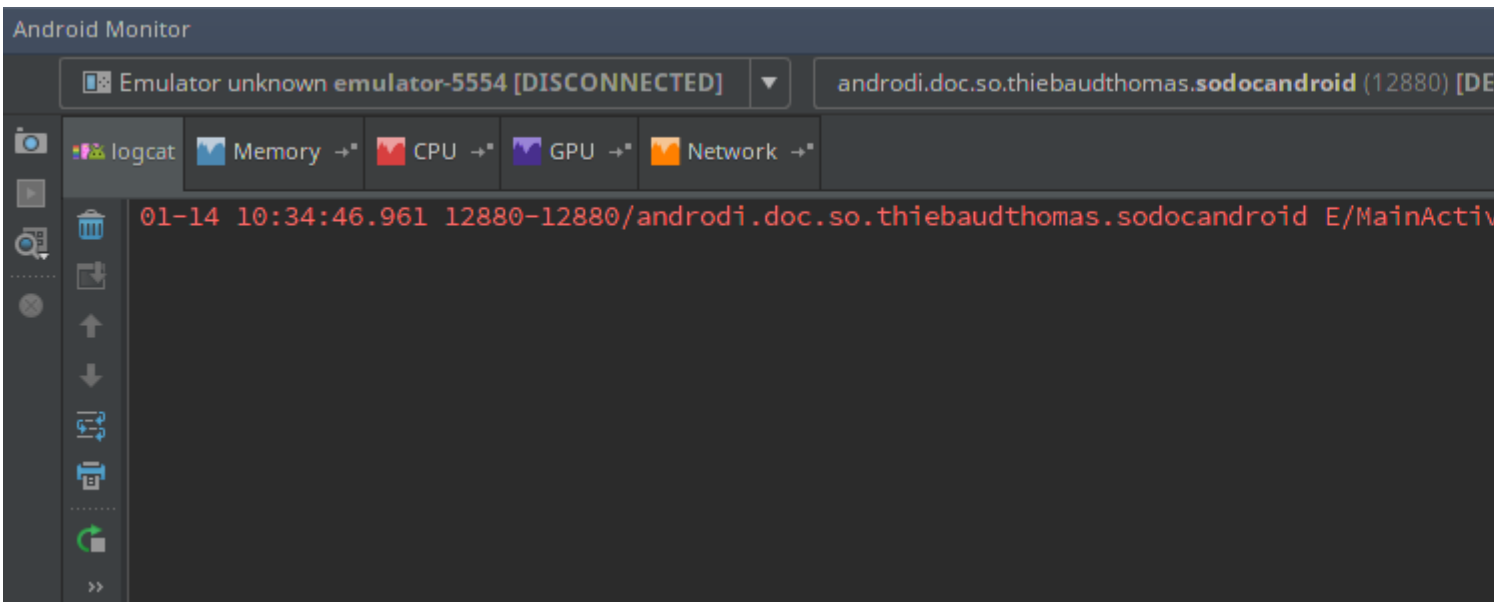 Android Monitor
Emulator unknown emulator-5554 [DISCONNECTED] androdi.doc.so.thiebaudthomas.sodocandroid (12880) [DE
logcat Memory CPU GPU Network
01-14 10:34:46.961 12880-12880/androdi.doc.so.thiebaudthomas.sodocandroid E/MainActiv